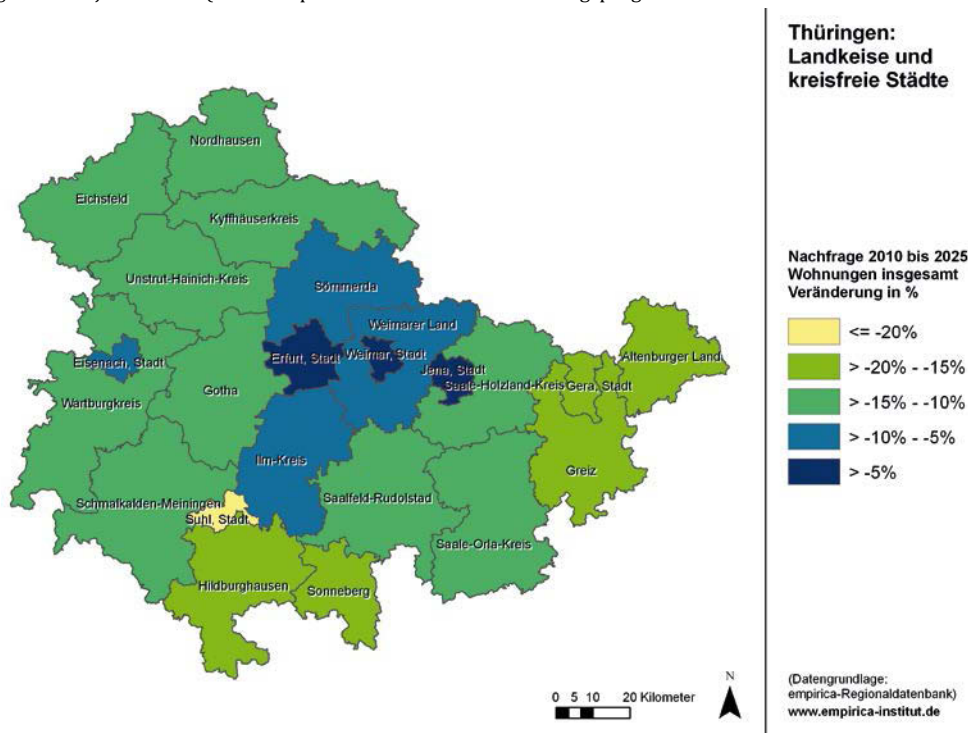 Thüringen:
Landkeise und
kreisfreie Städte
Nordhausen
Eichsfeld
Kyffhäuserkreis
Unstrut-Hainich-Kreis
Sömmerda
Weimarer Land
Eisenach, Stadt
Erfurt, Stadt
Weimar, Stadt
Jena, Stadt
Altenburger Land
Saale-Holzland-Kreis
Gera, Stadt
Gotha
Wartburgkreis
Ilm-Kreis
Greiz
Schmalkalden-Meiningen
Saalfeld-Rudolstad
Suhl, Stadt
Saale-Orla-Kreis
Hildburghausen
Sonneberg
Nachfrage 2010 bis 2025
Wohnungen insgesamt
Veränderung in %
<= -20%
> -20% - -15%
> -15% - -10%
> -10% - -5%
> -5%
N
0 5 10 20 Kilometer
(Datengrundlage:
empirica-Regionaldatenbank)
www.empirica-institut.de